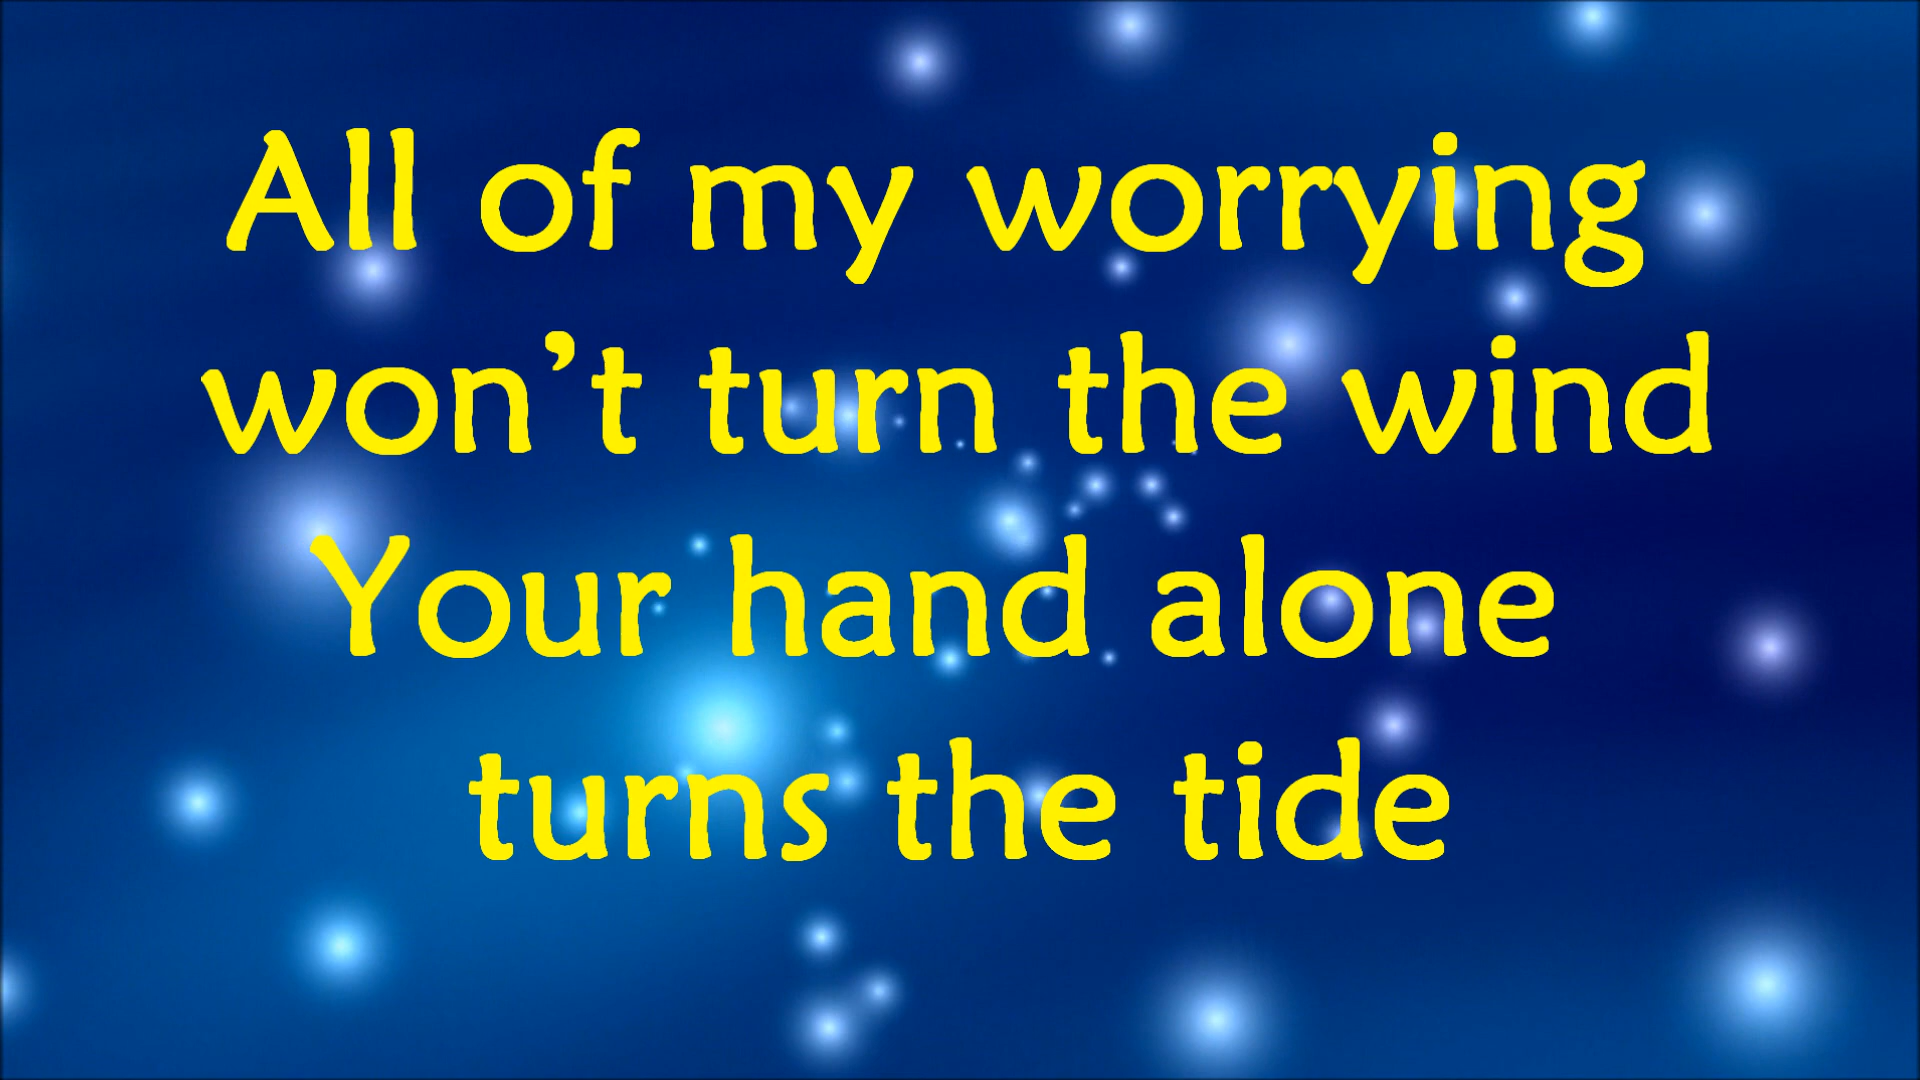 All of my worrying
won’t turn the wind
Your hand alone
turns the tide